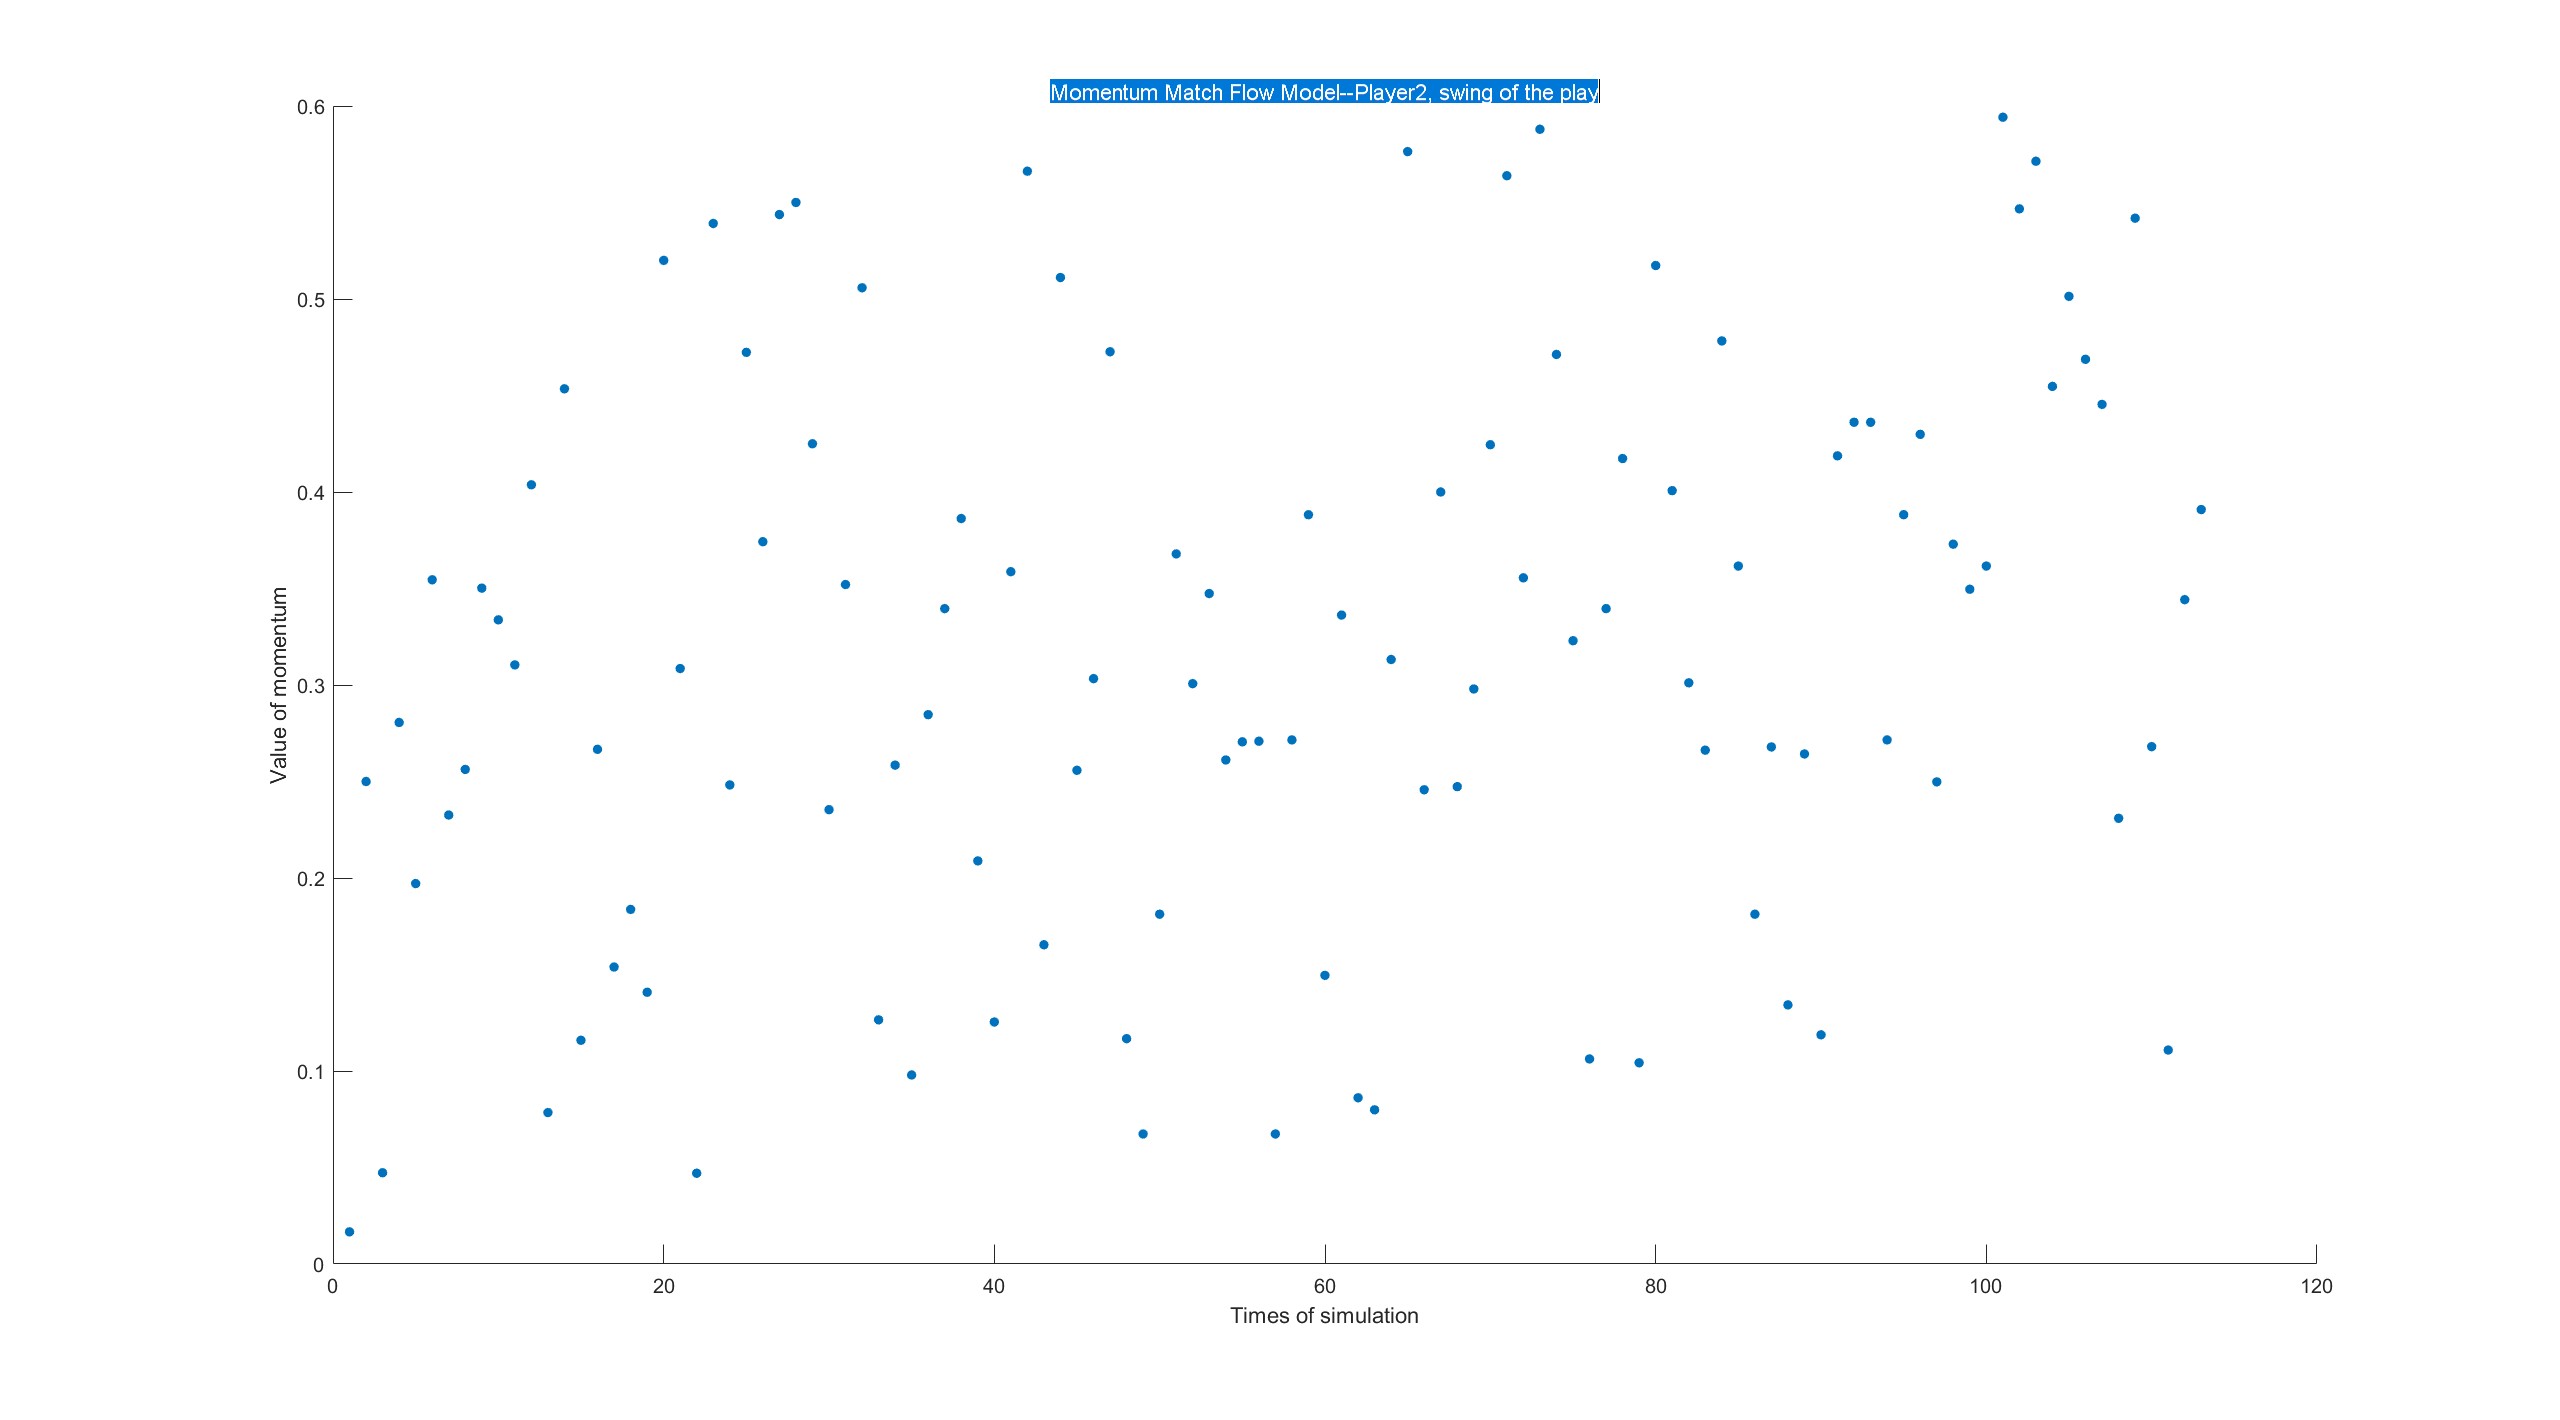 Momentum Match Flow Model--Player2, swing of the play
0.6
0.5
0.4
0.3
0.2
0.1
0
Value of momentum
0 20 40 60 80 100 120
Times of simulation